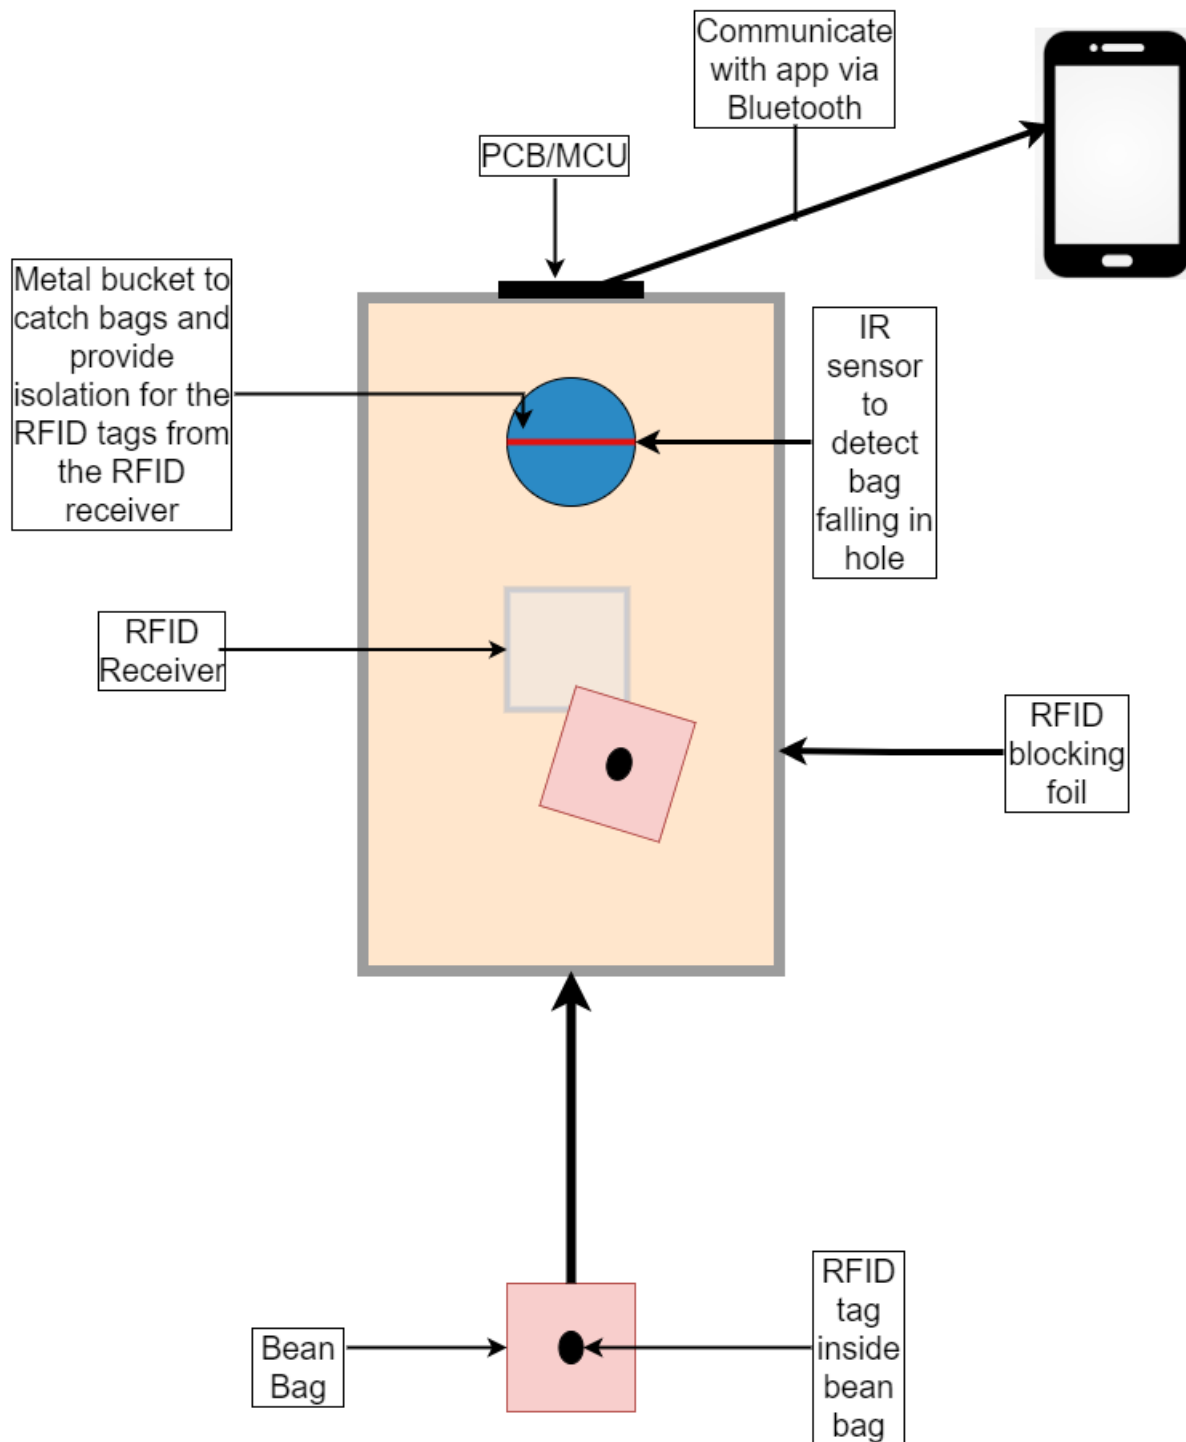 Communicate
with app via
Bluetooth
PCB/MCU
Metal bucket to
catch bags and
provide
isolation for the
RFID tags from
the RFID
receiver
IR
sensor
to
detect
bag
falling in
hole
RFID
Receiver
RFID
blocking
foil
Bean
Bag
RFID
tag
inside
bean
bag